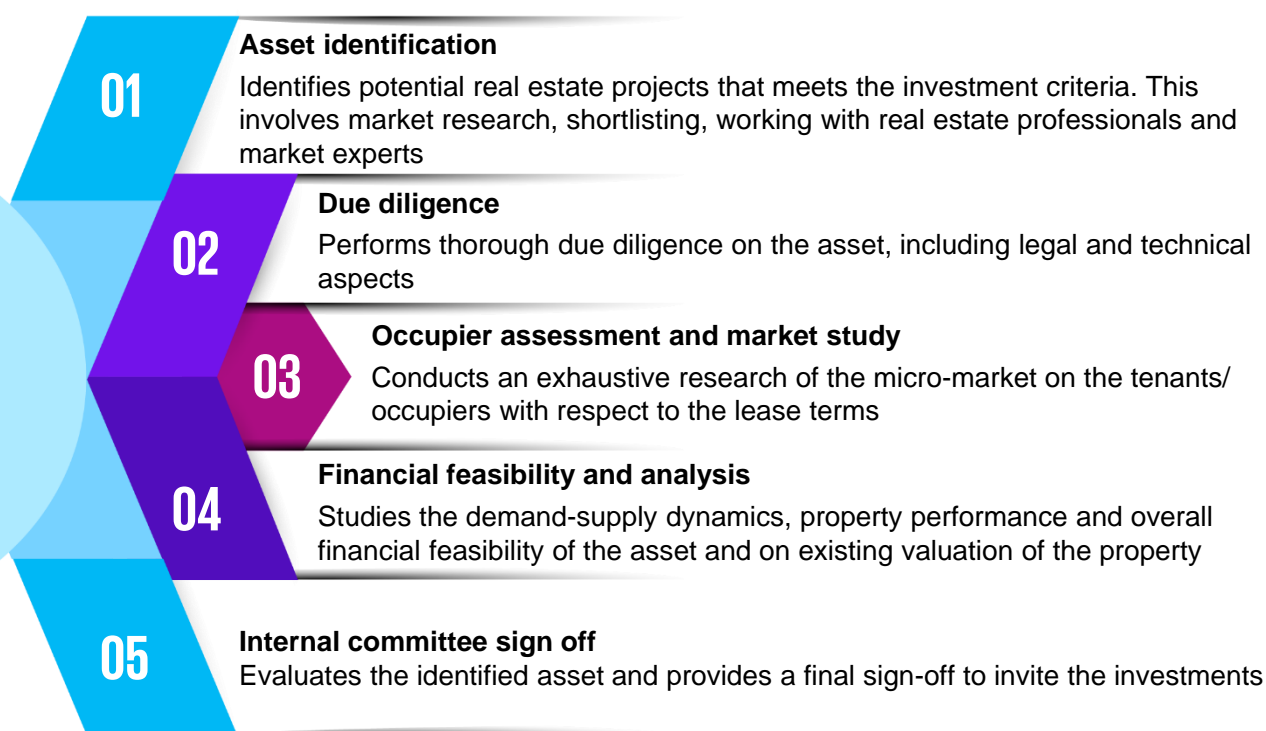 01
Asset identification
Identifies potential real estate projects that meets the investment criteria. This
involves market research, shortlisting, working with real estate professionals and
market experts
02
Due diligence
Performs thorough due diligence on the asset, including legal and technical
aspects
03
Occupier assessment and market study
Conducts an exhaustive research of the micro-market on the tenants/
occupiers with respect to the lease terms
04
Financial feasibility and analysis
Studies the demand-supply dynamics, property performance and overall
financial feasibility of the asset and on existing valuation of the property
05
Internal committee sign off
Evaluates the identified asset and provides a final sign-off to invite the investments